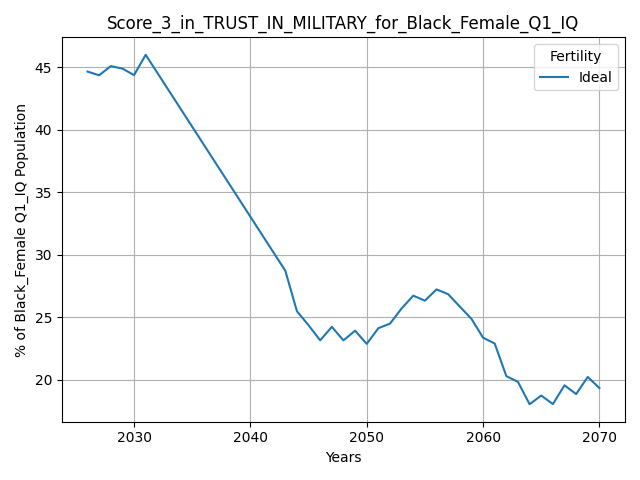 Score_3_in_TRUST_IN_MILITARY_for_Black_Female_Q1_IQ
Fertility
Ideal
% of Black_Female Q1_IQ Population
45
40
35
30
25
20
2030
2040
2050
2060
2070
Years